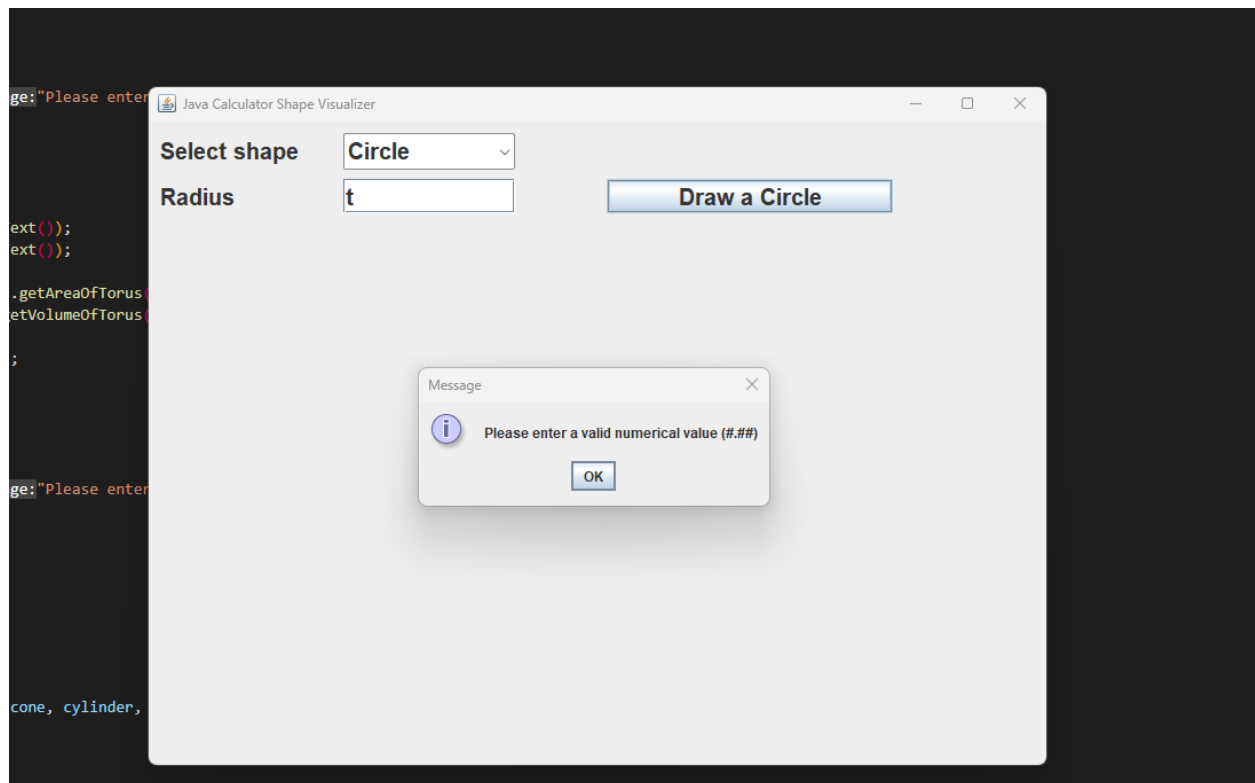 ge:"Please enter
Java Calculator Shape Visualizer
Select shape
Circle
Radius
t
Draw a Circle
ext());
ext());
.getAreaOfTorus(
etVolumeOfTorus(
;
Message
i
Please enter a valid numerical value (#.##)
OK
ge:"Please enter
cone, cylinder,